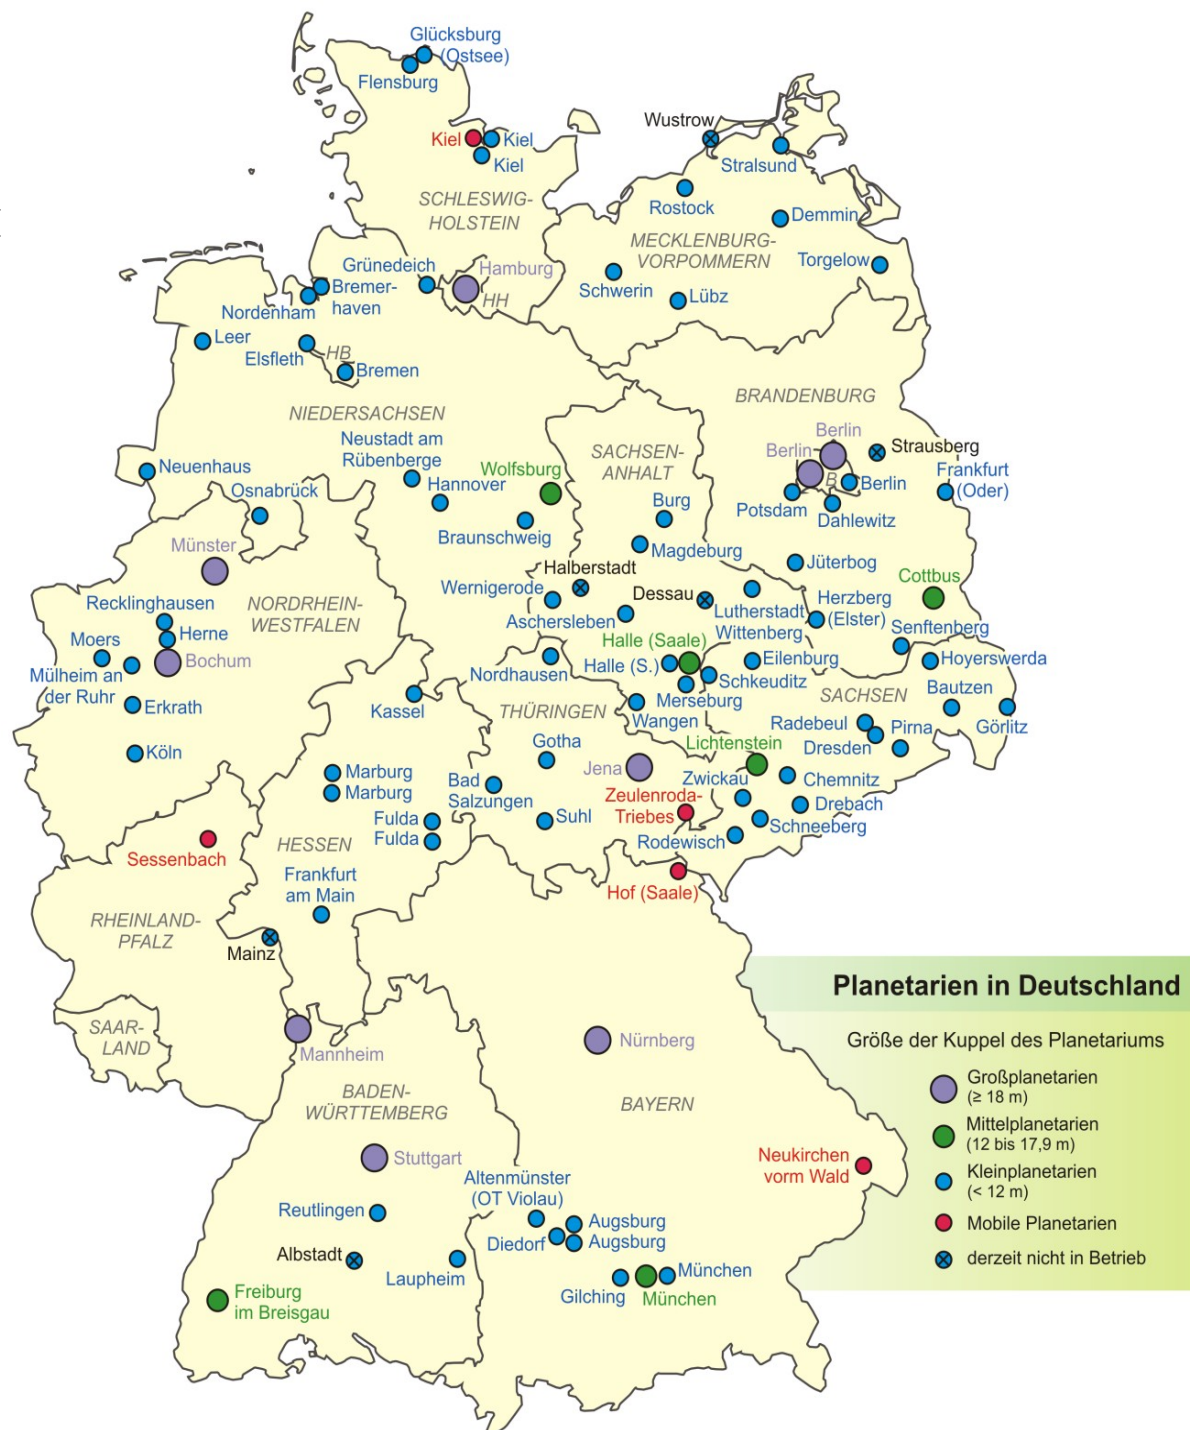 Glücksburg
(Ostsee)
Flensburg
Kiel
Kiel
Kiel
SCHLESWIG-
HOLSTEIN
Wustrow
Stralsund
Rostock
Demmin
MECKLENBURG-
VORPOMMERN
Torgelow
Schwerin
Lübz
Grünedeich
Hamburg
HH
Bremer-
haven
Nordenham
Leer
Elsfleth
HB
Bremen
NIEDERSACHSEN
BRANDENBURG
Neustadt am
Rübenberge
Hannover
Wolfsburg
Braunschweig
Neuenhaus
Osnabrück
SACHSEN-
ANHALT
Burg
Magdeburg
Berlin
Berlin
B
Berlin
Strausberg
Frankfurt
(Oder)
Potsdam
Dahlewitz
Jüterbog
Cottbus
Münster
Recklinghausen
Herne
NORDRHEIN-
WESTFALEN
Moers
Bochum
Mülheim an
der Ruhr
Erkrath
Köln
Halberstadt
Wernigerode
Aschersleben
Dessau
Lutherstadt
Wittenberg
Herzberg
(Elster)
Senftenberg
Halle (Saale)
Halle (S.)
Eilenburg
Schkeuditz
Merseburg
Wangen
Hoyerswerda
SACHSEN
Bautzen
Görlitz
Radebeul
Pirna
Dresden
Nordhausen
Kassel
THÜRINGEN
Gotha
Jena
Lichtenstein
Zwickau
Chemnitz
Drebach
Schneeberg
Rodewisch
Zeulenroda-
Triebes
Bad
Salzungen
Suhl
Hof (Saale)
Marburg
Marburg
Fulda
Fulda
HESSEN
Frankfurt
am Main
Sessenbach
RHEINLAND-
PFALZ
Mainz
SAAR-
LAND
Mannheim
BADEN-
WÜRTTEMBERG
Nürnberg
BAYERN
Stuttgart
Reutlingen
Albstadt
Laupheim
Freiburg
im Breisgau
Altenmünster
(OT Violau)
Augsburg
Augsburg
Diedorf
Gilching
München
München
Neukirchen
vorm Wald
Planetarien in Deutschland
Größe der Kuppel des Planetariums
Großplanetarien
(≥ 18 m)
Mittelplanetarien
(12 bis 17,9 m)
Kleinplanetarien
(< 12 m)
Mobile Planetarien
derzeit nicht in Betrieb